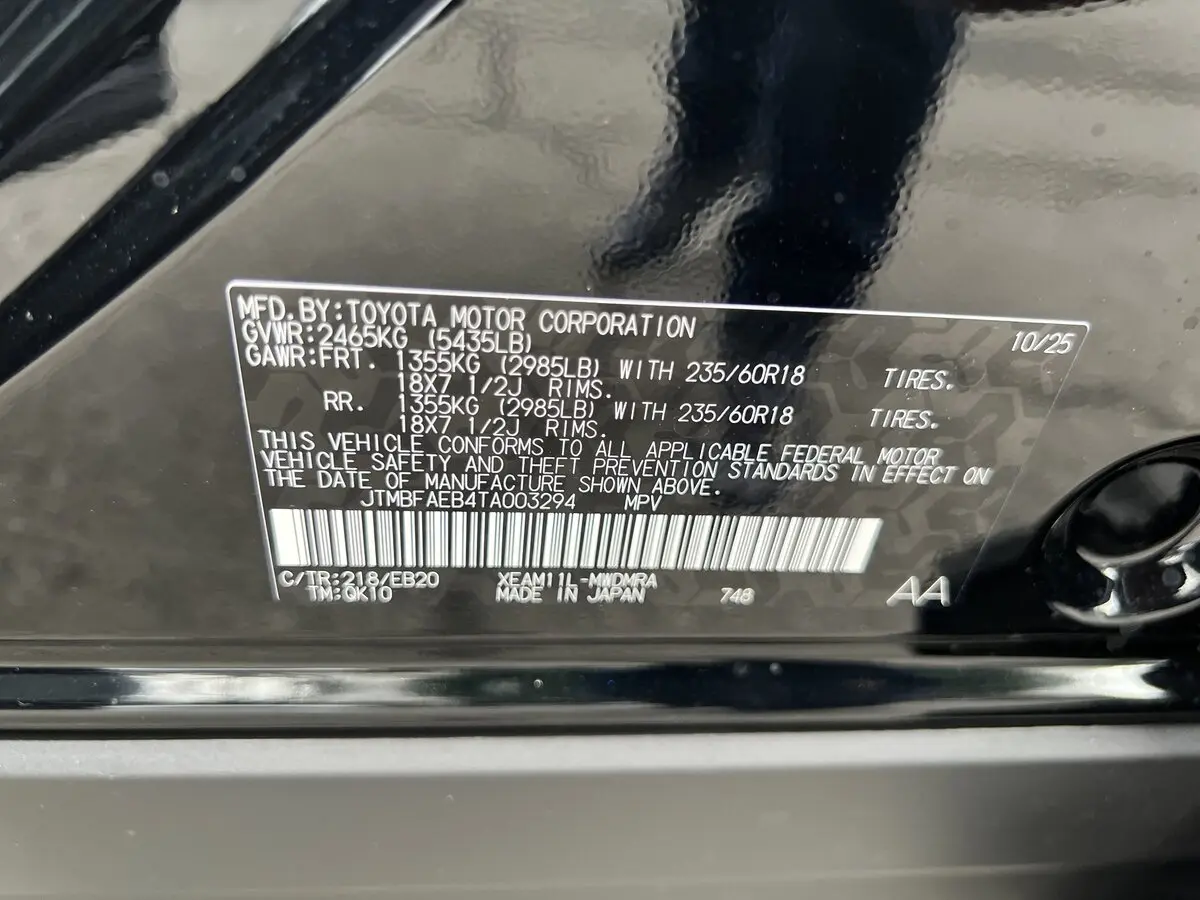 MFD.BY:TOYOTA MOTOR CORPORATION 10/25
GVWR:2465KG (5435LB)
GAWR:FRT. 1355KG (2985LB) WITH 235/60R18 TIRES.
18X7 1/2J RIMS.
RR. 1355KG (2985LB) WITH 235/60R18 TIRES.
18X7 1/2J RIMS.
THIS VEHICLE CONFORMS TO ALL APPLICABLE FEDERAL MOTOR
VEHICLE SAFETY AND THEFT PREVENTION STANDARDS IN EFFECT ON
THE DATE OF MANUFACTURE SHOWN ABOVE.
JTMBFAEB4TA003294 MPV
C/TR:218/EB20 XEAM11L-MWDMRA
TM:QK10 MADE IN JAPAN 748 AA